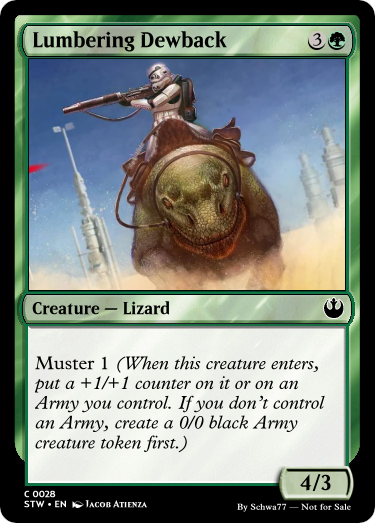 Lumbering Dewback 3
Creature — Lizard
Muster 1 (When this creature enters,
put a +1/+1 counter on it or on an
Army you control. If you don't control
an Army, create a 0/0 black Army
creature token first.)
4/3
C 0028
STW • EN Jacob Atienza
By Schwa77 — Not for Sale